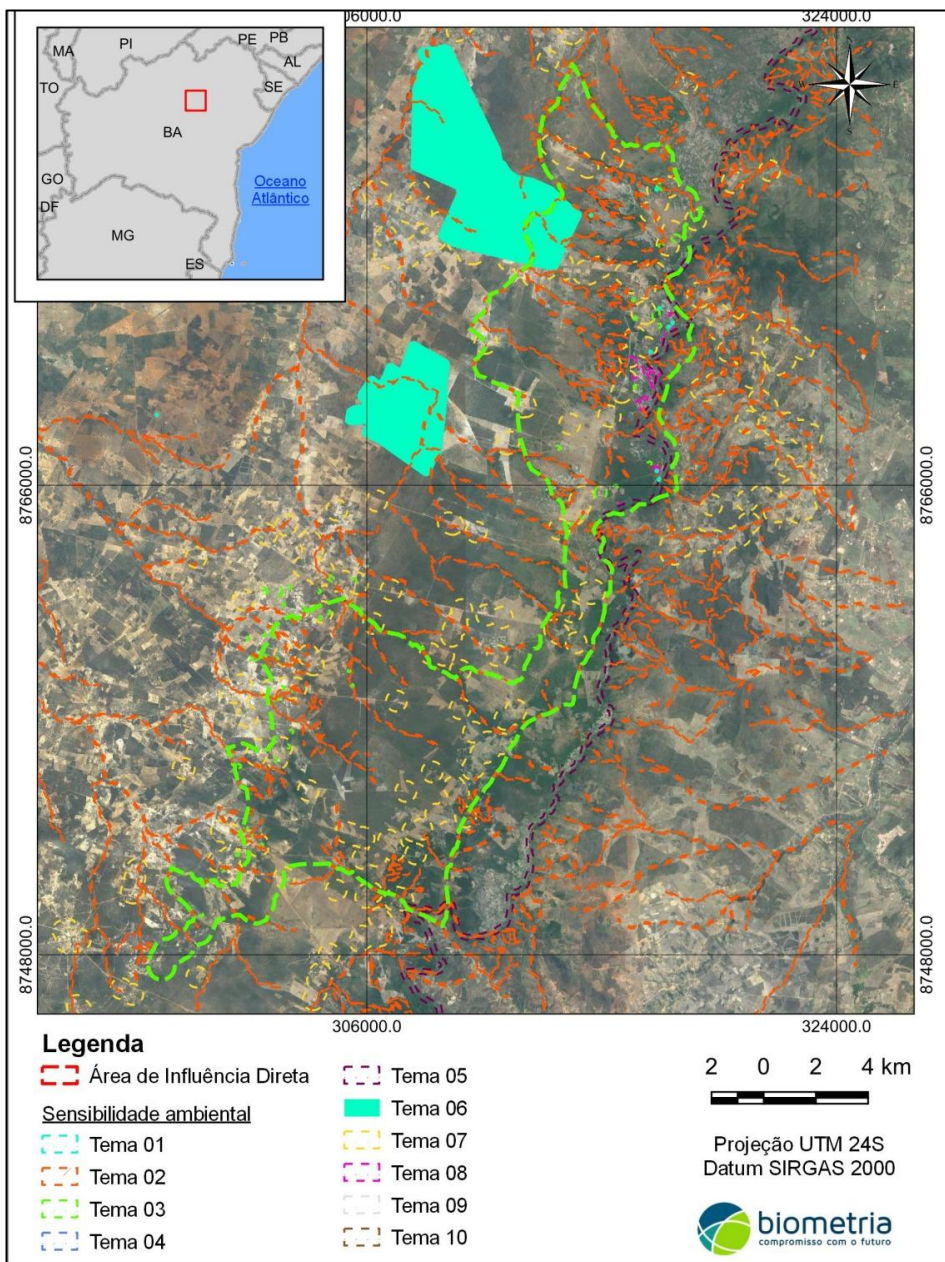 06000.0
324000.0
MA
PI
PE
PB
AL
TO
SE
BA
GO
DF
Oceano
Atlântico
MG
ES
N
W
E
S
8766000.0
8766000.0
8748000.0
8748000.0
306000.0
324000.0
Legenda
Área de Influência Direta
Sensibilidade ambiental
Tema 01
Tema 02
Tema 03
Tema 04
Tema 05
Tema 06
Tema 07
Tema 08
Tema 09
Tema 10
2 0 2 4 km
Projeção UTM 24S
Datum SIRGAS 2000
biometria
compromisso com o futuro